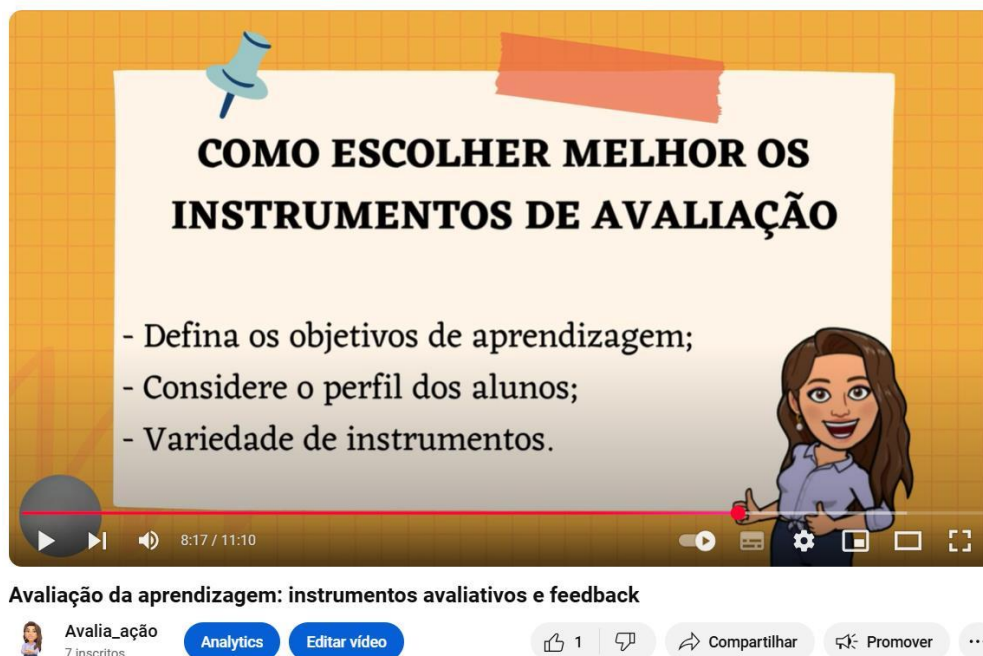 COMO ESCOLHER MELHOR OS
INSTRUMENTOS DE AVALIAÇÃO
- Defina os objetivos de aprendizagem;
- Considere o perfil dos alunos;
- Variedade de instrumentos.
8:17 / 11:10
Avaliação da aprendizagem: instrumentos avaliativos e feedback
Avalia_ação
7 inscritos
Analytics
Editar vídeo
1
Compartilhar
Promover